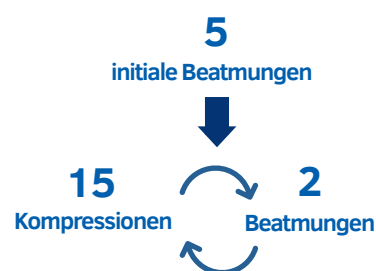 5
initiale Beatmungen
15
Kompressionen
2
Beatmungen